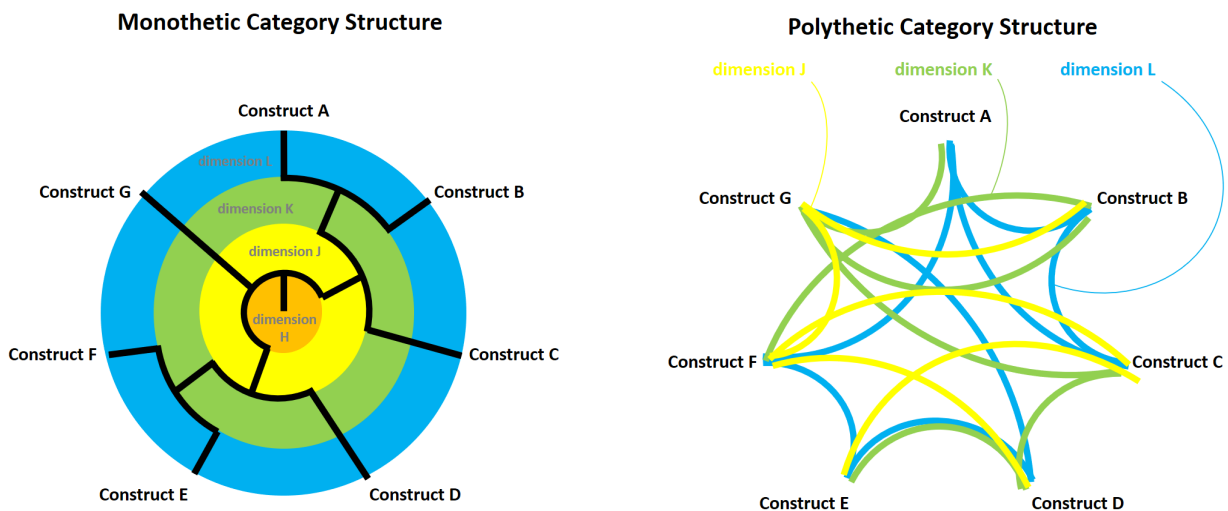 Monothetic Category Structure
Construct A
dimension L
Construct G
Construct B
dimension K
dimension J
dimension
H
Construct F
Construct C
Construct E
Construct D
Polythetic Category Structure
dimension J
dimension K
dimension L
Construct A
Construct G
Construct B
Construct F
Construct C
Construct E
Construct D